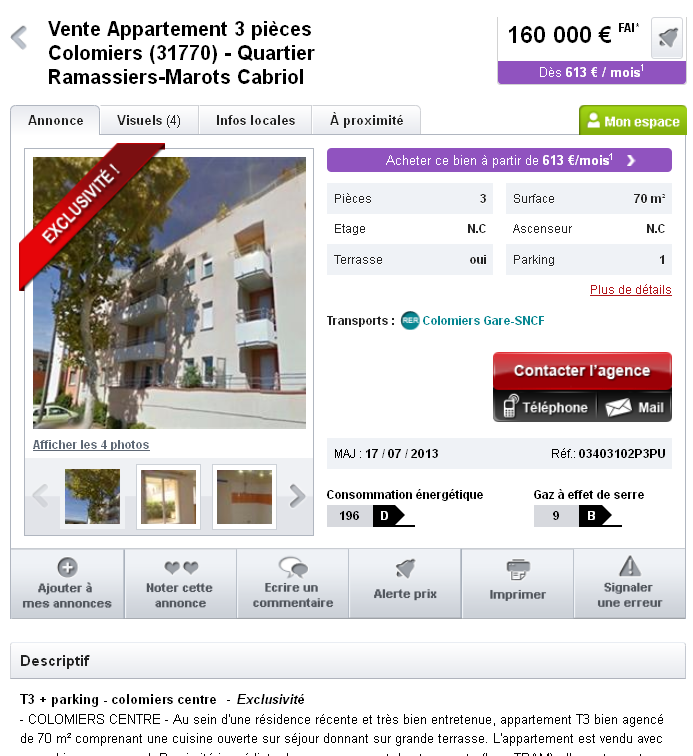 Vente Appartement 3 pièces
Colomiers (31770) - Quartier
Ramassiers-Marots Cabriol
160 000 € FAI*
Dès 613 € / mois¹
Annonce
Visuels (4)
Infos locales
À proximité
Mon espace
EXCLUSIVITÉ !
Acheter ce bien à partir de 613 €/mois¹
Pièces 3
Surface 70 m²
Etage N.C
Ascenseur N.C
Terrasse oui
Parking 1
Plus de détails
Transports : RER Colomiers Gare-SNCF
Contacter l'agence
Téléphone
Mail
Afficher les 4 photos
MAJ : 17 / 07 / 2013
Réf.: 03403102P3PU
Consommation énergétique
196 D
Gaz à effet de serre
9 B
Ajouter à
mes annonces
Noter cette
annonce
Ecrire un
commentaire
Alerte prix
Imprimer
Signaler
une erreur
Descriptif
T3 + parking - colomiers centre - Exclusivité
- COLOMIERS CENTRE - Au sein d'une résidence récente et très bien entretenue, appartement T3 bien agencé
de 70 m² comprenant une cuisine ouverte sur séjour donnant sur grande terrasse. L'appartement est vendu avec